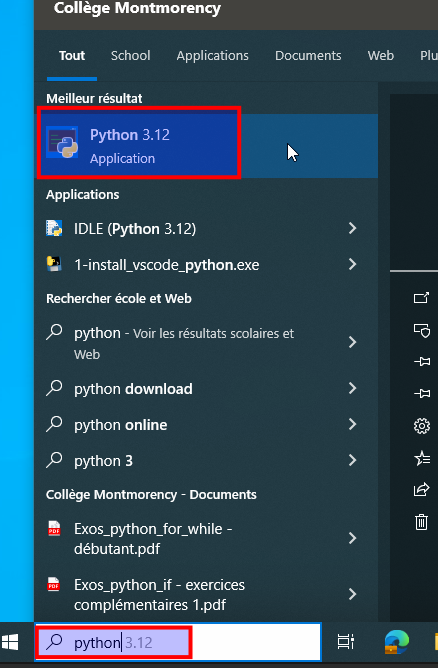 Collège Montmorency
Tout School Applications Documents Web Plu
Meilleur résultat
Python 3.12
Application
Applications
IDLE (Python 3.12)
1-install_vscode_python.exe
Rechercher école et Web
python - Voir les résultats scolaires et
Web
python download
python online
python 3
Collège Montmorency - Documents
Exos_python_for_while -
débutant.pdf
Exos_python_if - exercices
complémentaires 1.pdf
python 3.12